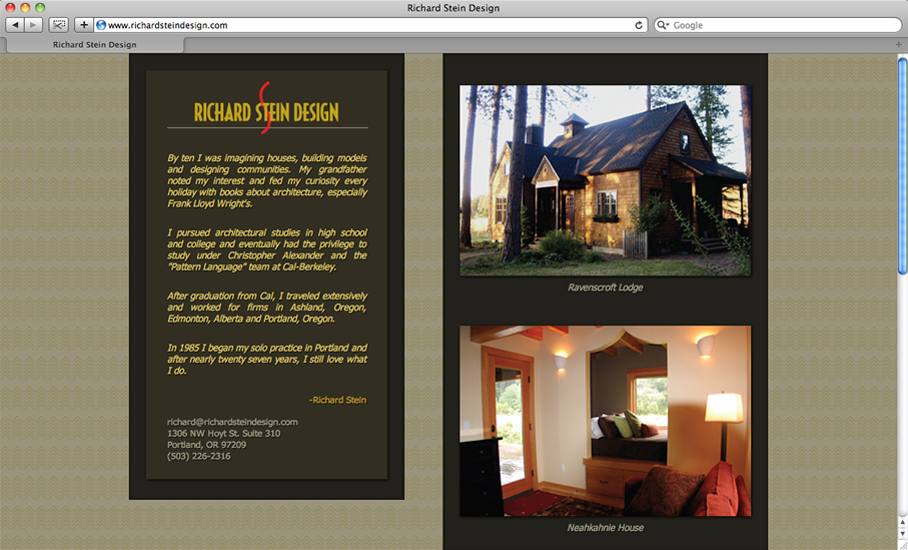 Richard Stein Design
www.richardsteindesign.com
Google
Richard Stein Design
RICHARD STEIN DESIGN
By ten I was imagining houses, building models
and designing communities. My grandfather
noted my interest and fed my curiosity every
holiday with books about architecture, especially
Frank Lloyd Wright's.
I pursued architectural studies in high school
and college and eventually had the privilege to
study under Christopher Alexander and the
"Pattern Language" team at Cal-Berkeley.
After graduation from Cal, I traveled extensively
and worked for firms in Ashland, Oregon,
Edmonton, Alberta and Portland, Oregon.
In 1985 I began my solo practice in Portland and
after nearly twenty seven years, I still love what
I do.
-Richard Stein
richard@richardsteindesign.com
1306 NW Hoyt St. Suite 310
Portland, OR 97209
(503) 226-2316
Ravenscroft Lodge
Neahkahnie House